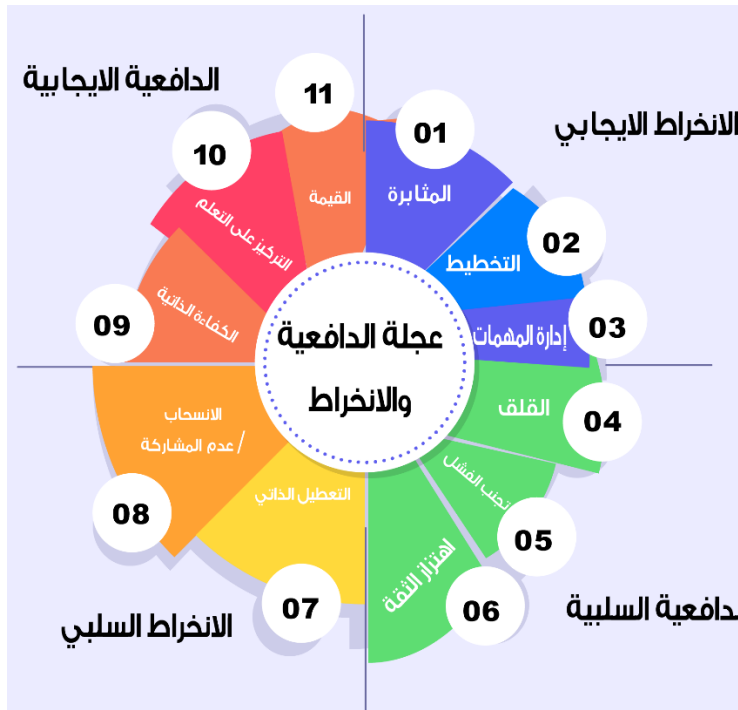 الدافعية الايجابية
الانخراط الايجابي
11
01
10
القيمة
المثابرة
02
التركيز على التعلم
التخطيط
09
الكفاءة الذاتية
عجلة الدافعية
والانخراط
03
إدارة المهمات
04
القلق
الانسحاب
/ عدم المشاركة
تجنب الفشل
08
التعطيل الذاتي
05
اهتزاز الثقة
07
06
الانخراط السلبي
السلبية